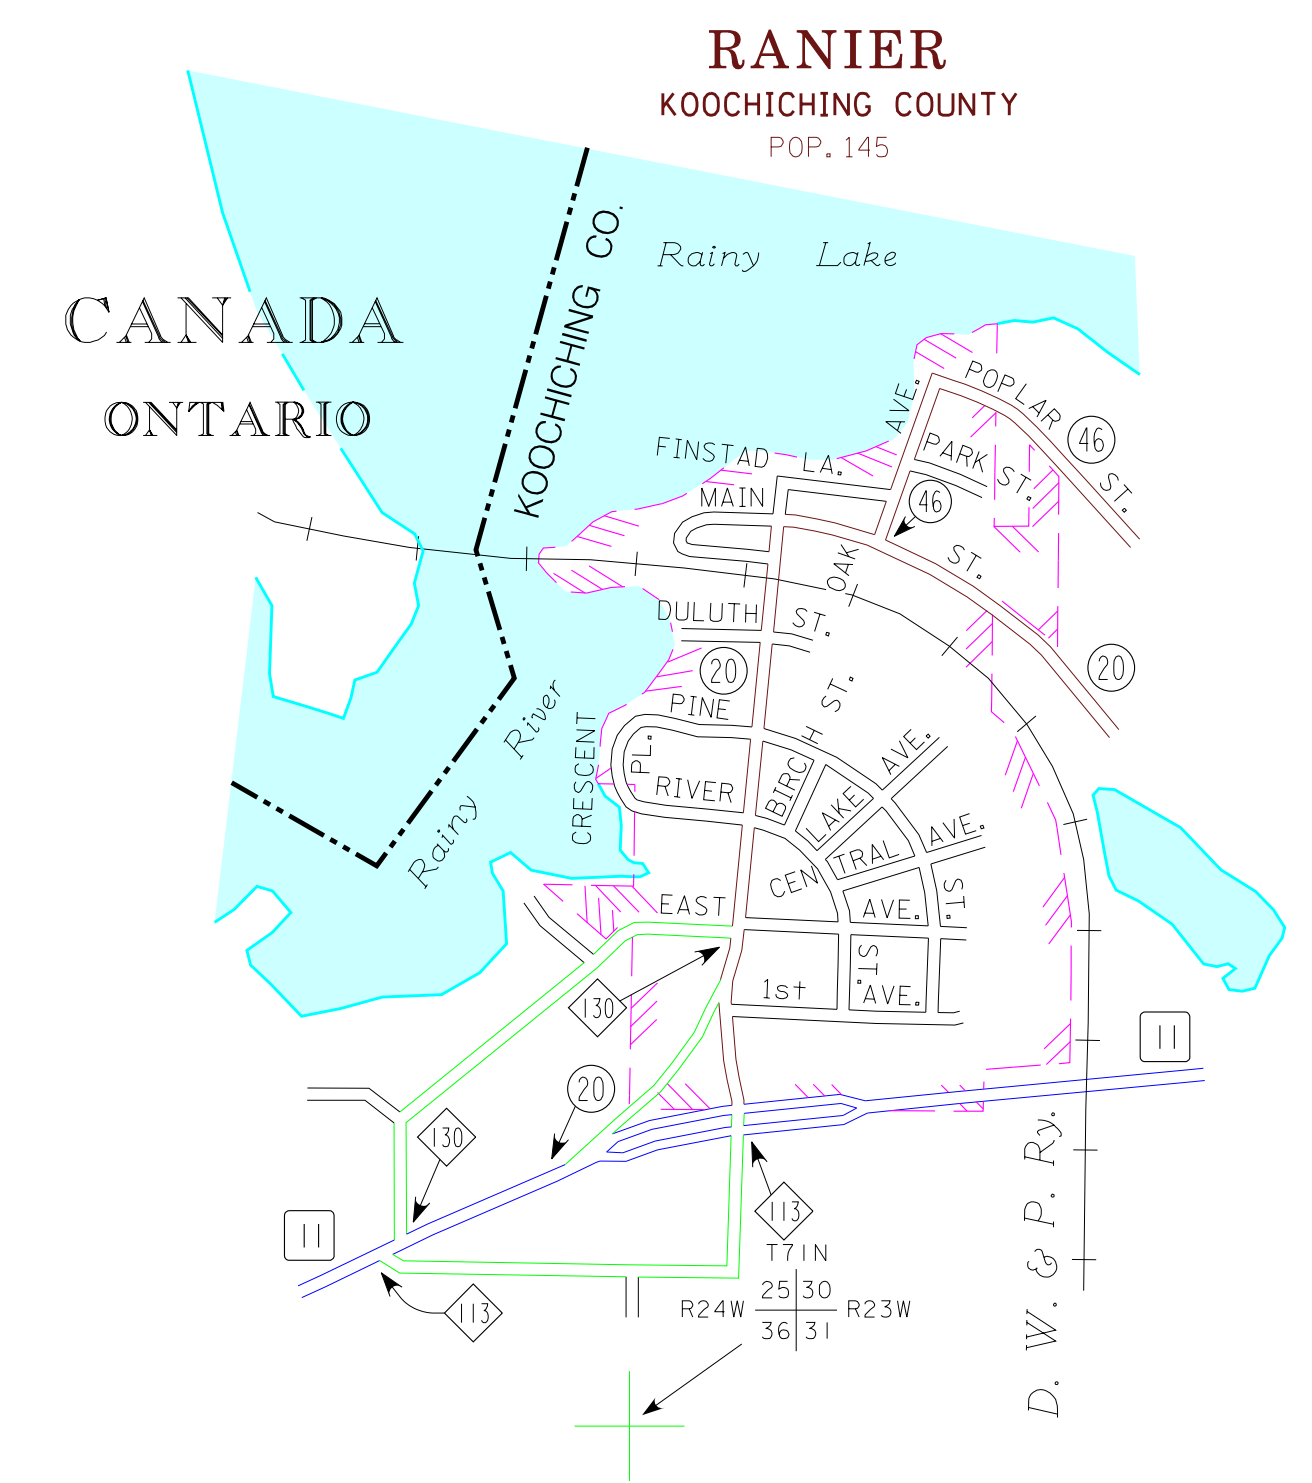 RANIER
KOOCHICHING COUNTY
POP. 145
KOOCHICHING CO.
Rainy Lake
CANADA
ONTARIO
POPLAR ST.
46
AVE.
PARK ST.
FINSTAD LA.
46
MAIN ST.
OAK
DULUTH ST.
20
20
PINE
BIRCH ST.
River
Rainy
CRESCENT
PL.
RIVER
LAKE AVE.
CENTRAL AVE.
EAST AVE.
ST.
ST.
1st AVE.
130
11
20
130
113
11
113
T71N
25 30
R24W R23W
36 31
D. W. & P. Ry.